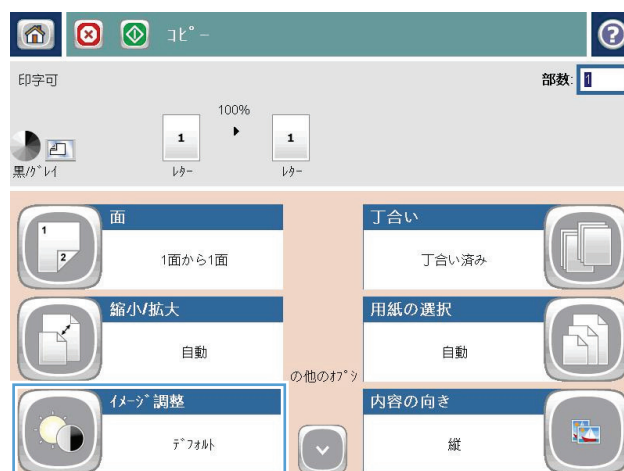 コピー
印字可
部数: 1
100%
1
1
黒/グレイ
レター
レター
面
丁合い
1
2
1面から1面
丁合い済み
縮小/拡大
用紙の選択
自動
自動
の他のオプシ
イメージ調整
内容の向き
デフォルト
縦